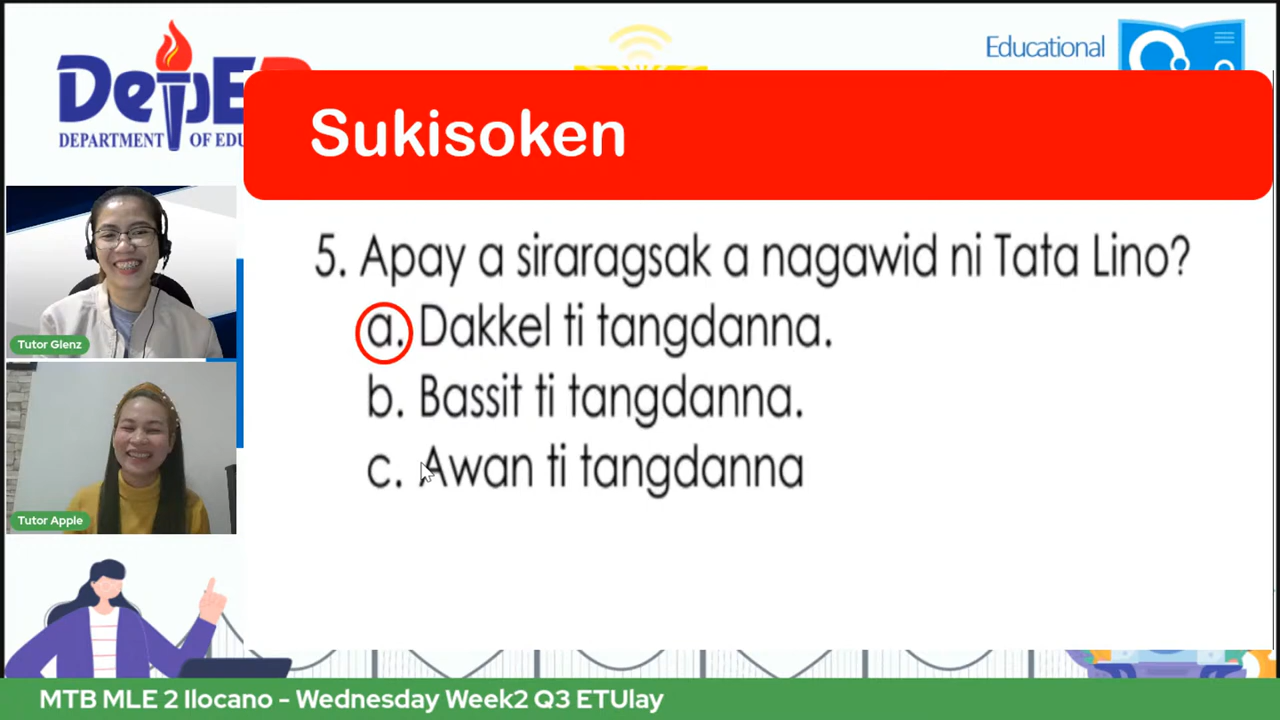 DepE
DEPARTMENT OF EDU
Educational
Sukisoken
5. Apay a siraragsak a nagawid ni Tata Lino?
a. Dakkel ti tangdanna.
b. Bassit ti tangdanna.
c. Awan ti tangdanna
Tutor Glenz
Tutor Apple
MTB MLE 2 Ilocano - Wednesday Week2 Q3 ETUlay